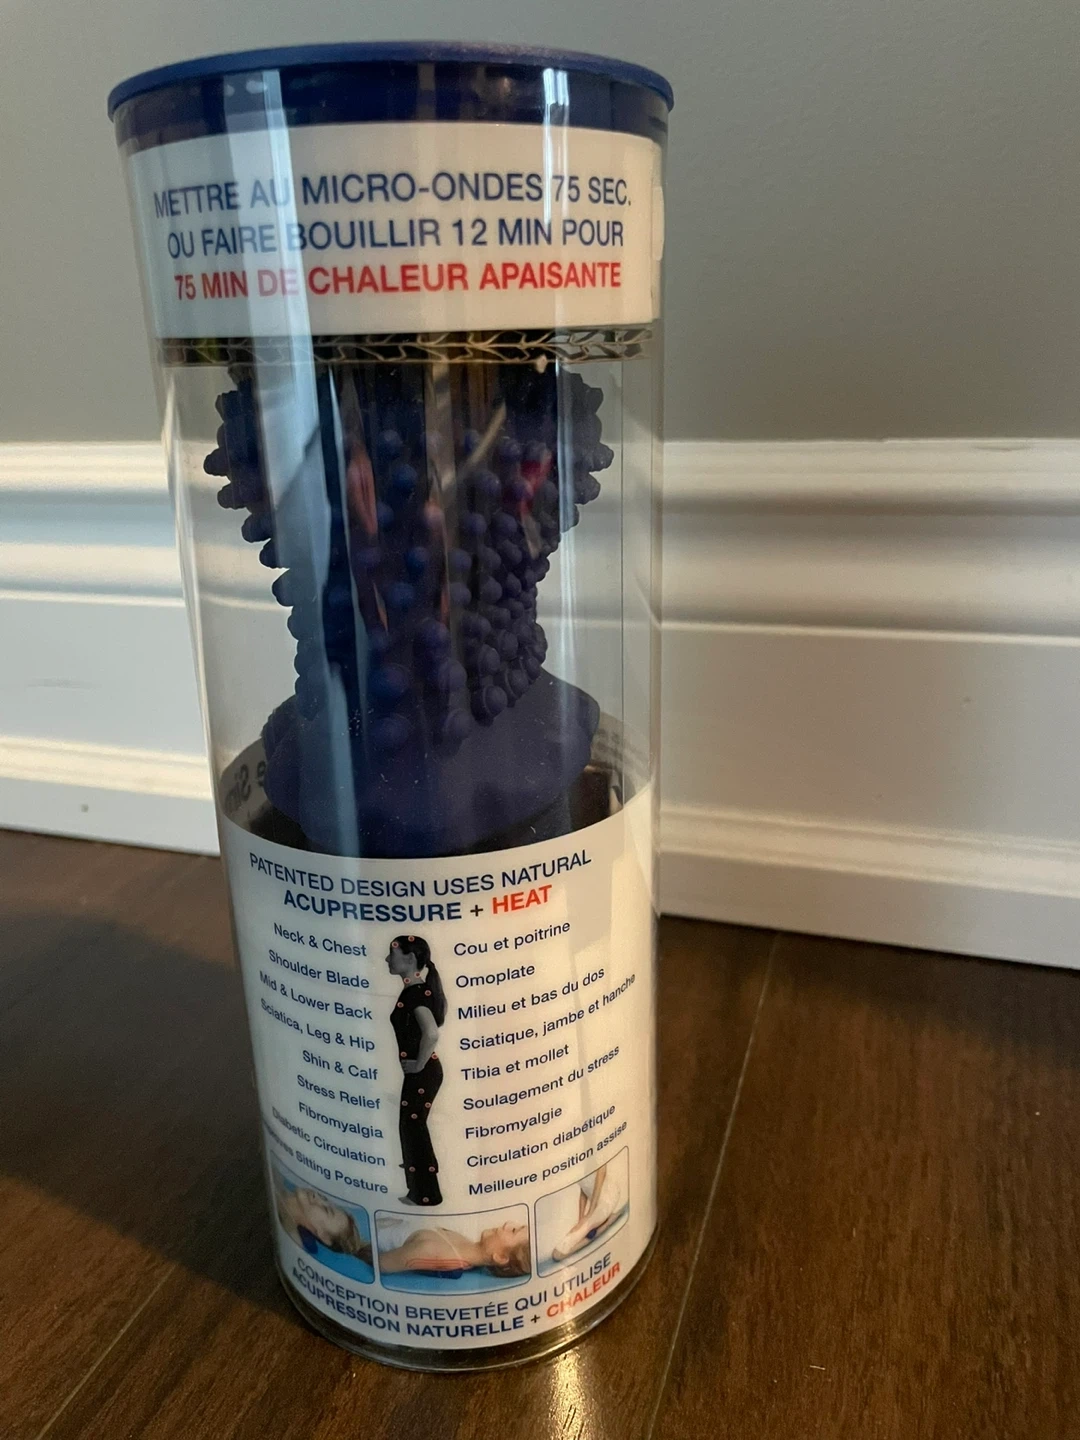 METTRE AU MICRO-ONDES 75 SEC.
OU FAIRE BOUILLIR 12 MIN POUR
75 MIN DE CHALEUR APAISANTE
PATENTED DESIGN USES NATURAL
ACUPRESSURE + HEAT
Neck & Chest
Shoulder Blade
Mid & Lower Back
Sciatica, Leg & Hip
Shin & Calf
Stress Relief
Fibromyalgia
Diabetic Circulation
Sitting Posture
Cou et poitrine
Omoplate
Milieu et bas du dos
Sciatique, jambe et hanche
Tibia et mollet
Soulagement du stress
Fibromyalgie
Circulation diabétique
Meilleure position assise
CONCEPTION BREVETÉE QUI UTILISE
ACUPRESSION NATURELLE + CHALEUR